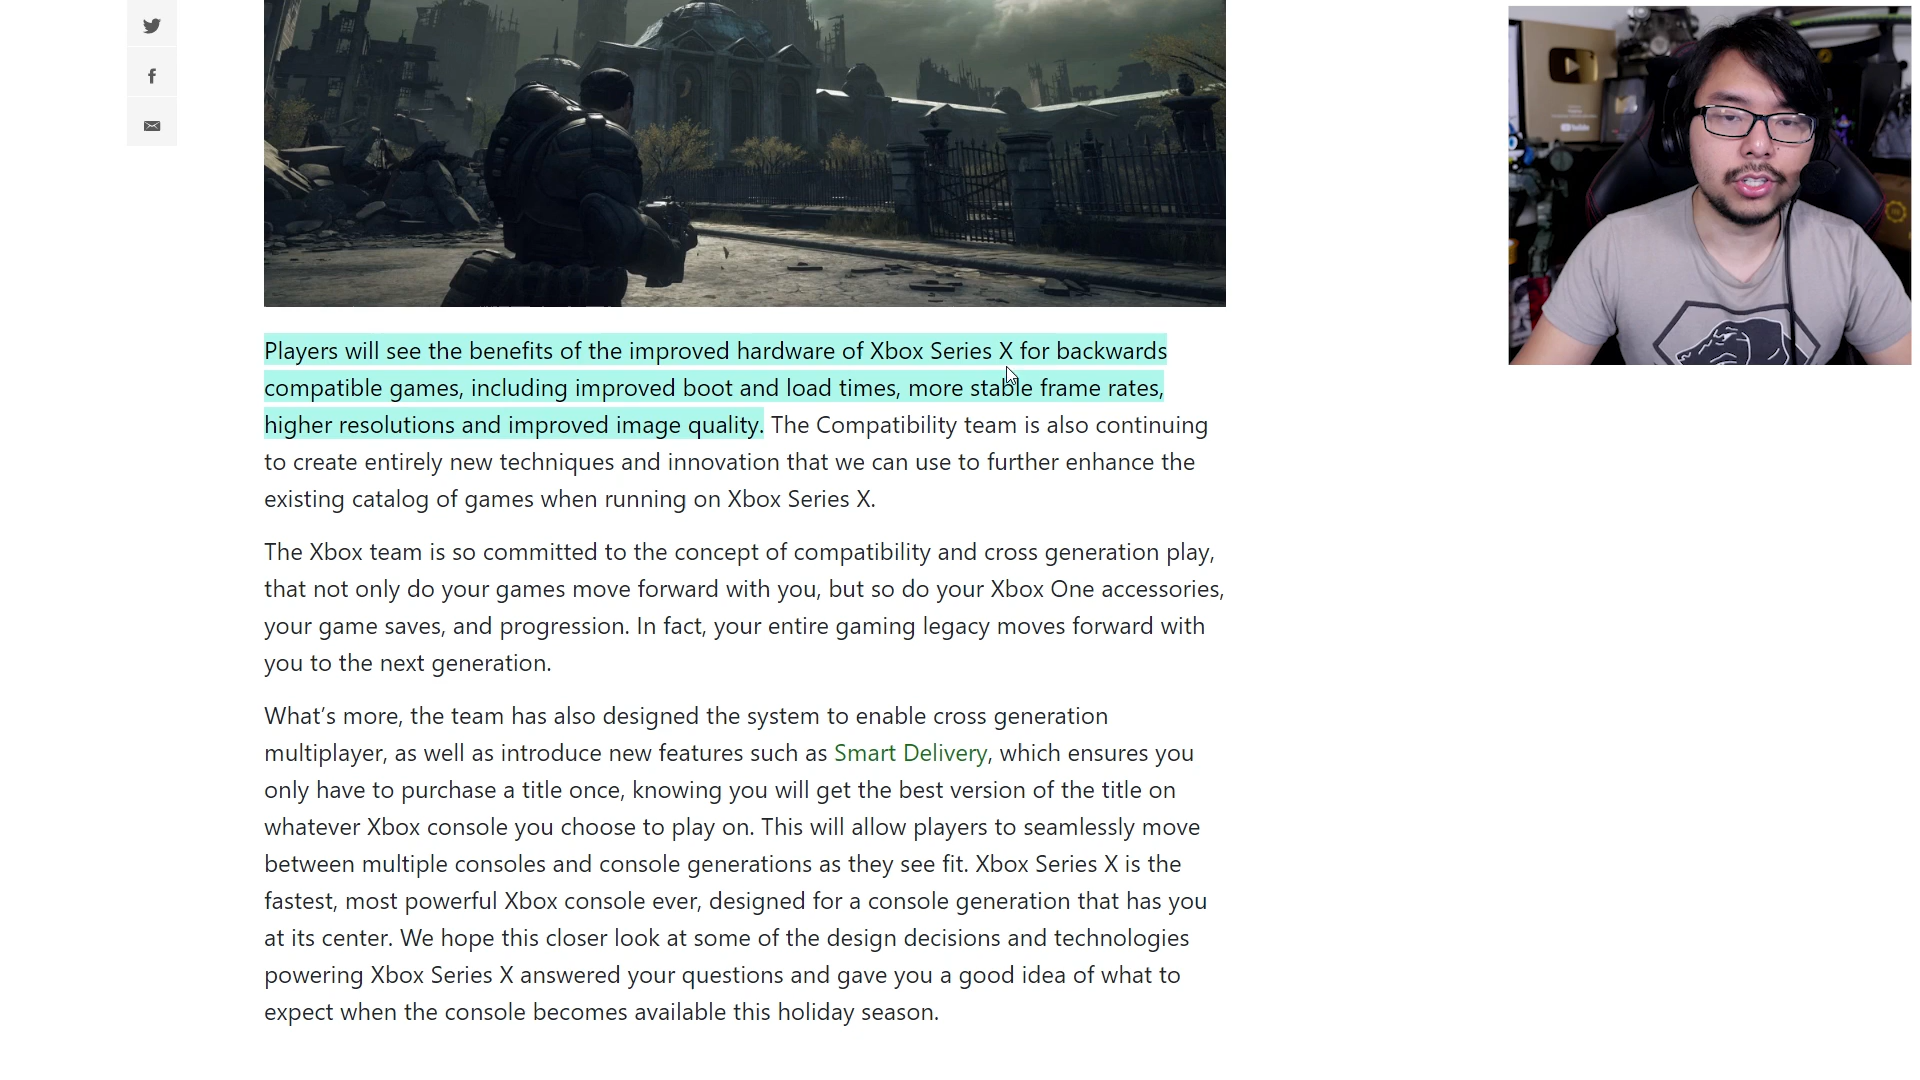 Players will see the benefits of the improved hardware of Xbox Series X for backwards
compatible games, including improved boot and load times, more stable frame rates,
higher resolutions and improved image quality. The Compatibility team is also continuing
to create entirely new techniques and innovation that we can use to further enhance the
existing catalog of games when running on Xbox Series X.
The Xbox team is so committed to the concept of compatibility and cross generation play,
that not only do your games move forward with you, but so do your Xbox One accessories,
your game saves, and progression. In fact, your entire gaming legacy moves forward with
you to the next generation.
What’s more, the team has also designed the system to enable cross generation
multiplayer, as well as introduce new features such as Smart Delivery, which ensures you
only have to purchase a title once, knowing you will get the best version of the title on
whatever Xbox console you choose to play on. This will allow players to seamlessly move
between multiple consoles and console generations as they see fit. Xbox Series X is the
fastest, most powerful Xbox console ever, designed for a console generation that has you
at its center. We hope this closer look at some of the design decisions and technologies
powering Xbox Series X answered your questions and gave you a good idea of what to
expect when the console becomes available this holiday season.